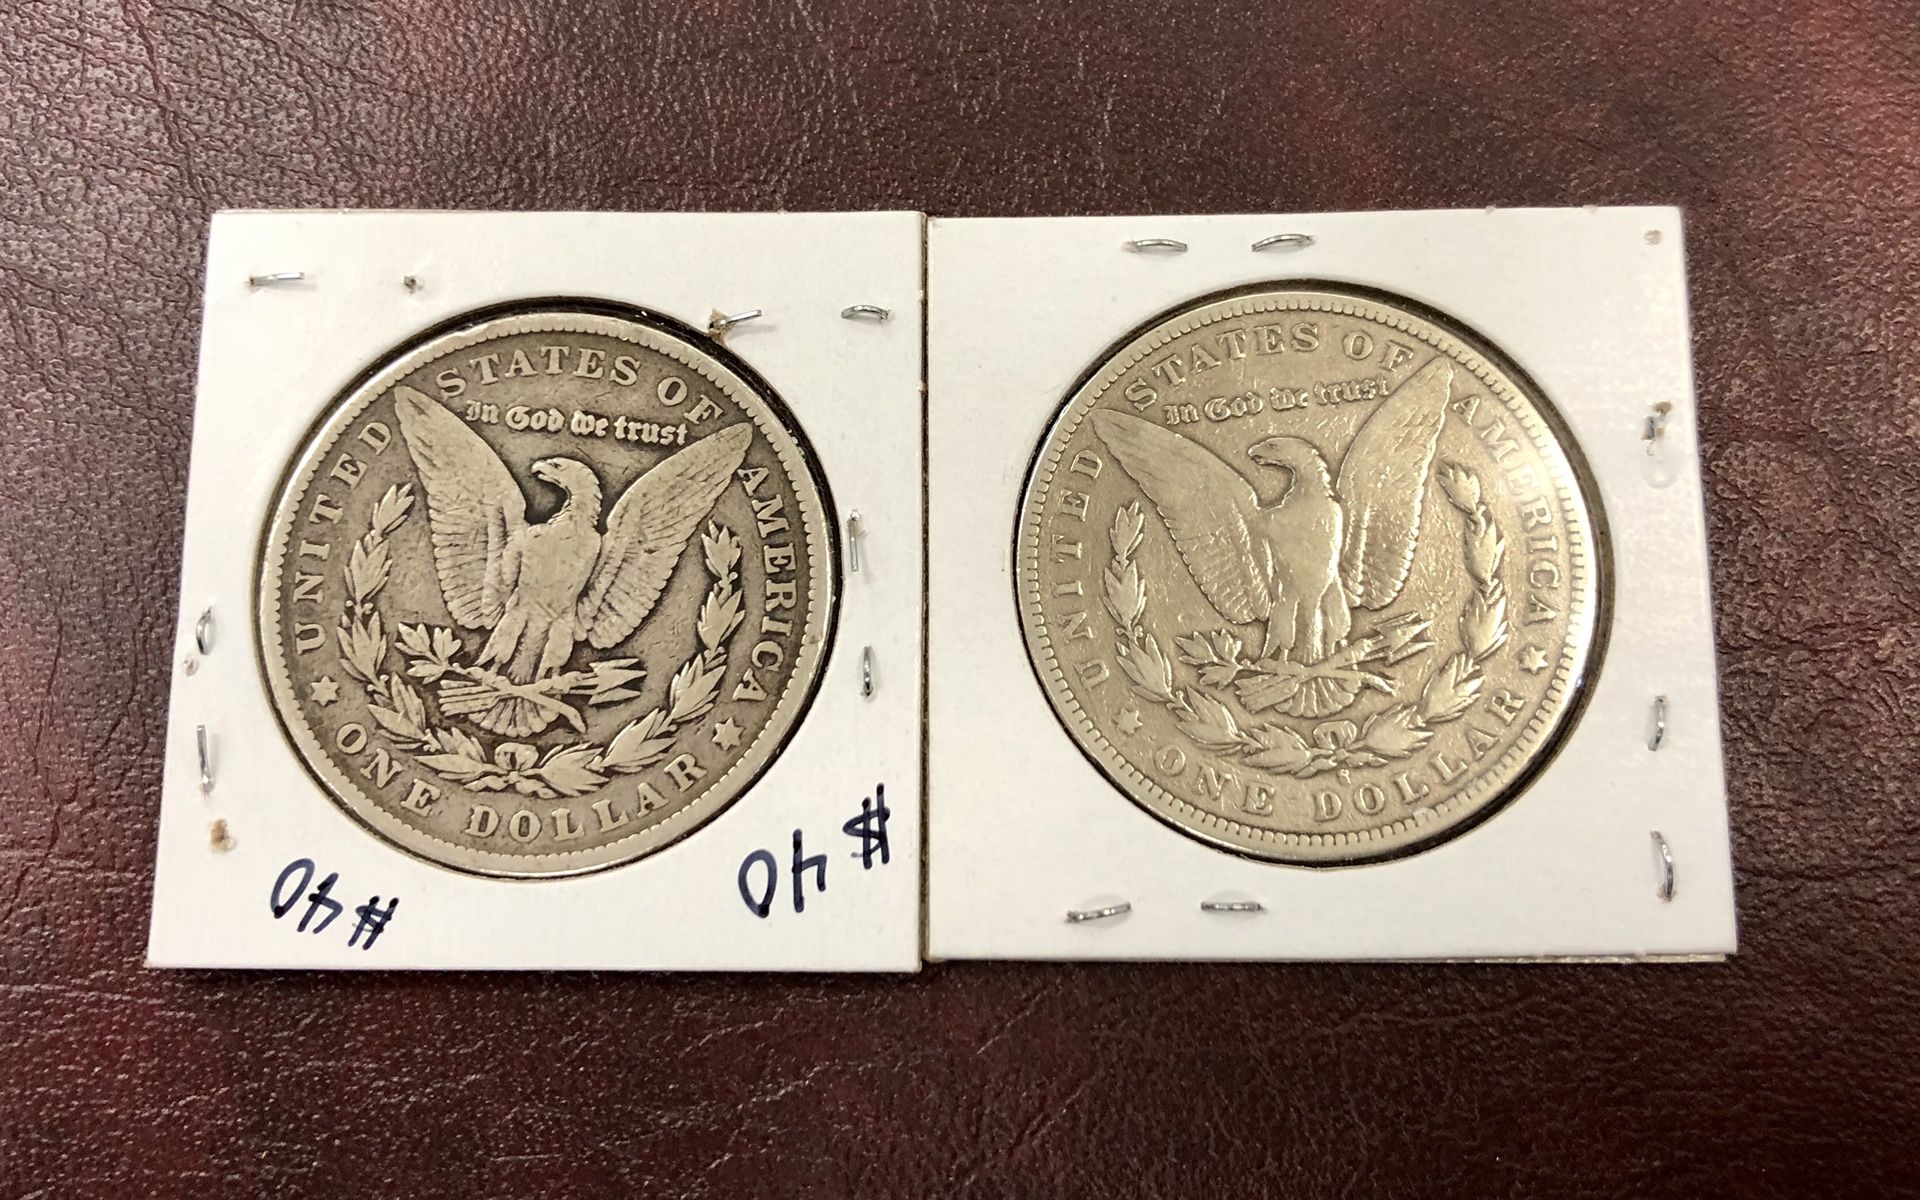 UNITED STATES OF AMERICA
In God we trust
ONE DOLLAR
$40
$40
UNITED STATES OF AMERICA
In God we trust
O
ONE DOLLAR